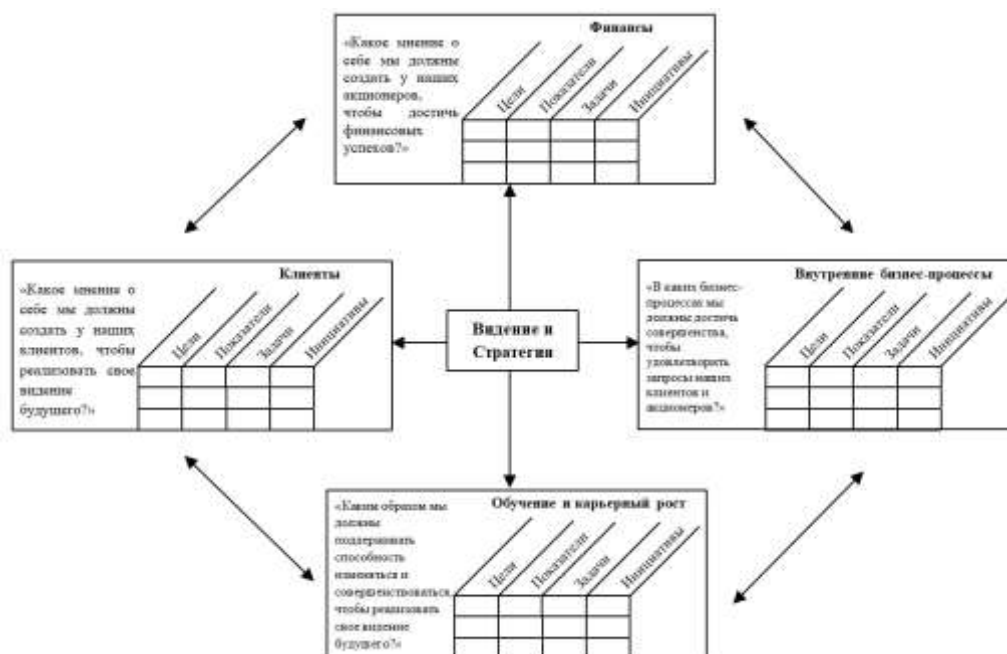 Финансы
«Какое мнение о
себе мы должны
создать у наших
акционеров,
чтобы достичь
финансовых
успехов?»
Цели
Показатели
Задачи
Инициативы
Клиенты
«Какое мнение о
себе мы должны
создать у наших
клиентов, чтобы
реализовать свое
видение
будущего?»
Цели
Показатели
Задачи
Инициативы
Видение и
Стратегия
Внутренние бизнес-процессы
«В каких бизнес-
процессах мы
должны достичь
совершенства,
чтобы
удовлетворить
запросы наших
клиентов и
акционеров?»
Цели
Показатели
Задачи
Инициативы
Обучение и карьерный рост
«Каким образом мы
должны
поддерживать
способность
изменяться и
совершенствоваться,
чтобы реализовать
свое видение
будущего?»
Цели
Показатели
Задачи
Инициативы